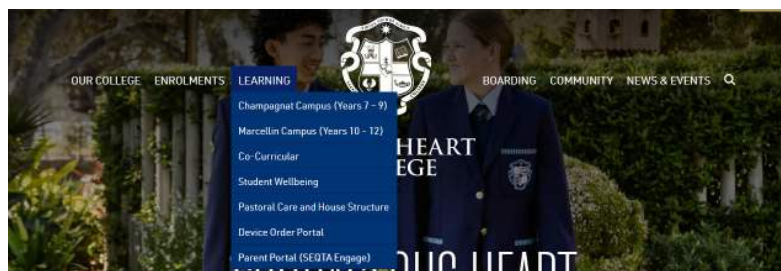 OUR COLLEGE ENROLMENTS LEARNING BOARDING COMMUNITY NEWS & EVENTS
Champagnat Campus (Years 7 - 9)
Marcellin Campus (Years 10 - 12)
Co-Curricular
HEART
EGE
Student Wellbeing
Pastoral Care and House Structure
Device Order Portal
Parent Portal (SEQTA Engage)
HEART